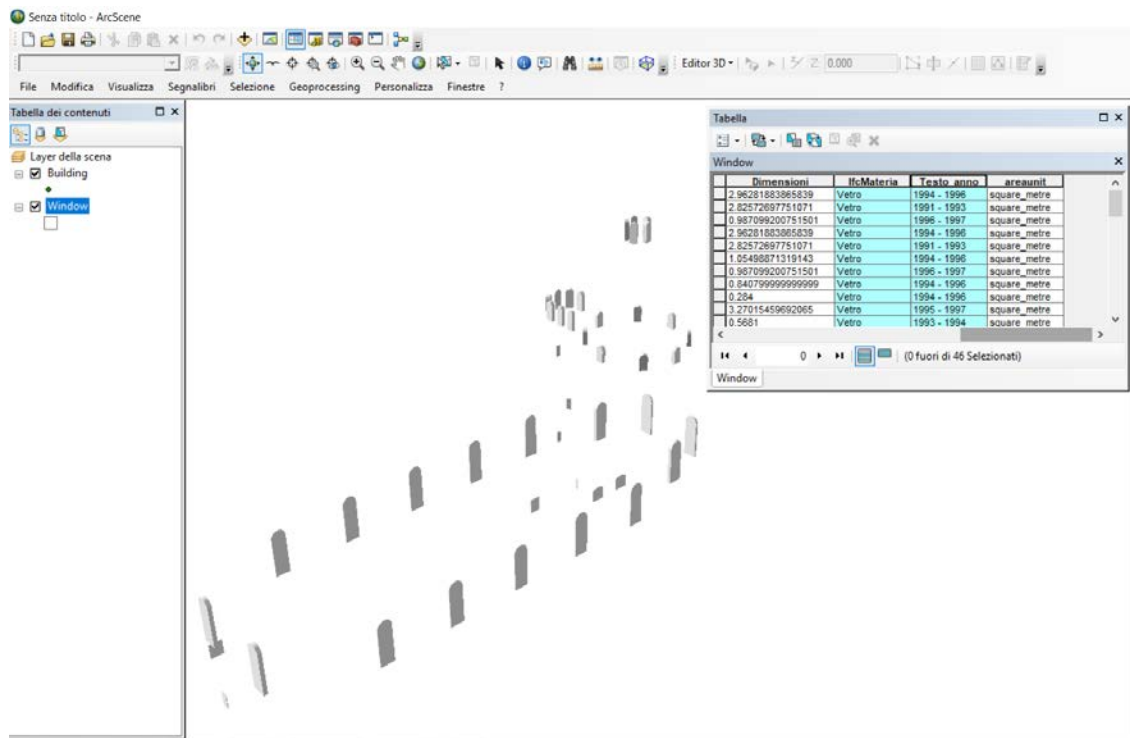 Senza titolo - ArcScene
Editor 3D
0.000
File Modifica Visualizza Segnalibri Selezione Geoprocessing Personalizza Finestre ?
Tabella dei contenuti
Layer della scena
Building
Window
Tabella
Window
Dimensioni IfcMateria Testo_anno areaunit
2.96281883865839 Vetro 1994 - 1996 square_metre
2.82572697751071 Vetro 1991 - 1993 square_metre
0.987099200751501 Vetro 1996 - 1997 square_metre
2.96281883865839 Vetro 1994 - 1996 square_metre
2.82572697751071 Vetro 1991 - 1993 square_metre
1.05498871319143 Vetro 1994 - 1996 square_metre
0.987099200751501 Vetro 1996 - 1997 square_metre
0.840799999999999 Vetro 1994 - 1996 square_metre
0.284 Vetro 1994 - 1996 square_metre
3.27015459692065 Vetro 1995 - 1997 square_metre
0.5681 Vetro 1993 - 1994 square_metre
0 (0 fuori di 46 Selezionati)
Window